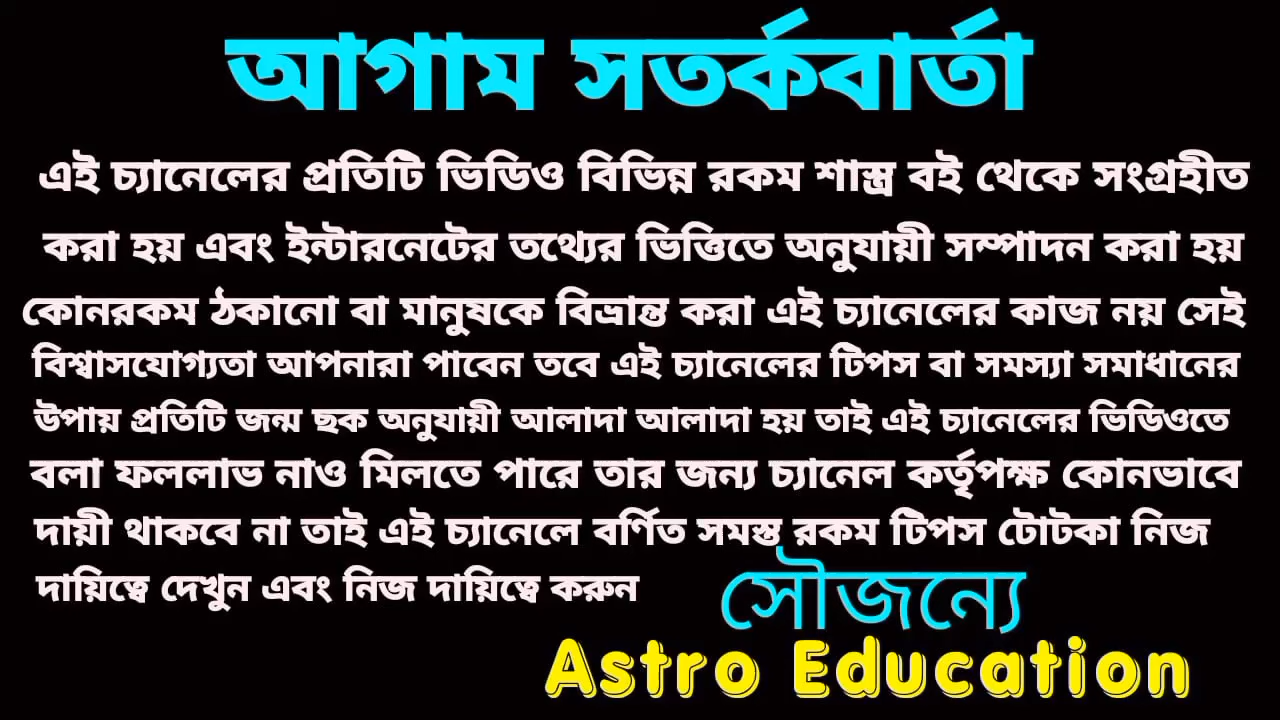 আগাম সতর্কবার্তা
এই চ্যানেলের প্রতিটি ভিডিও বিভিন্ন রকম শাস্ত্র বই থেকে সংগ্রহীত
করা হয় এবং ইন্টারনেটের তথ্যের ভিত্তিতে অনুযায়ী সম্পাদন করা হয়
কোনরকম ঠকানো বা মানুষকে বিভ্রান্ত করা এই চ্যানেলের কাজ নয় সেই
বিশ্বাসযোগ্যতা আপনারা পাবেন তবে এই চ্যানেলের টিপস বা সমস্যা সমাধানের
উপায় প্রতিটি জন্ম ছক অনুযায়ী আলাদা আলাদা হয় তাই এই চ্যানেলের ভিডিওতে
বলা ফললাভ নাও মিলতে পারে তার জন্য চ্যানেল কর্তৃপক্ষ কোনভাবে
দায়ী থাকবে না তাই এই চ্যানেলে বর্ণিত সমস্ত রকম টিপস টোটকা নিজ
দায়িত্বে দেখুন এবং নিজ দায়িত্বে করুন
সৌজন্যে
Astro Education